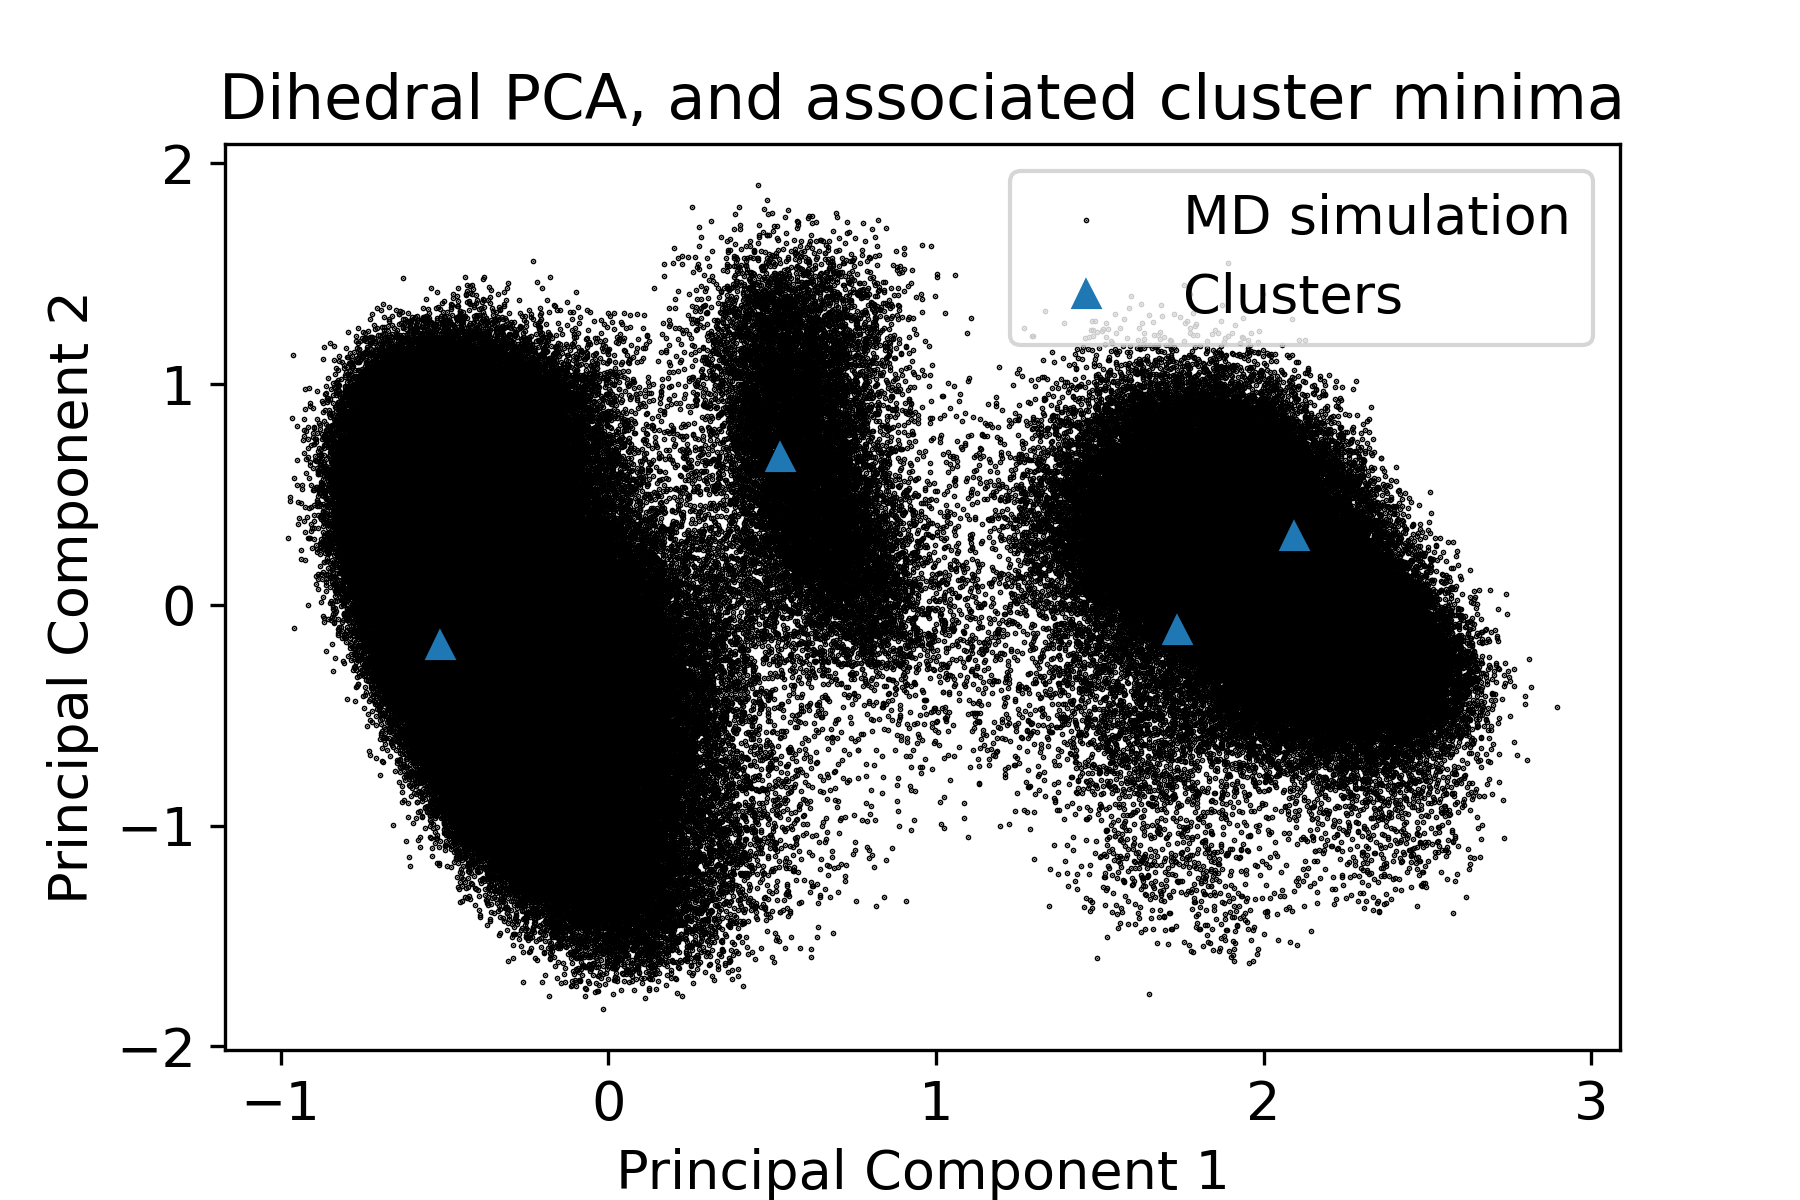 Dihedral PCA, and associated cluster minima
MD simulation
Clusters
Principal Component 2
2
1
0
−1
−2
−1 0 1 2 3
Principal Component 1